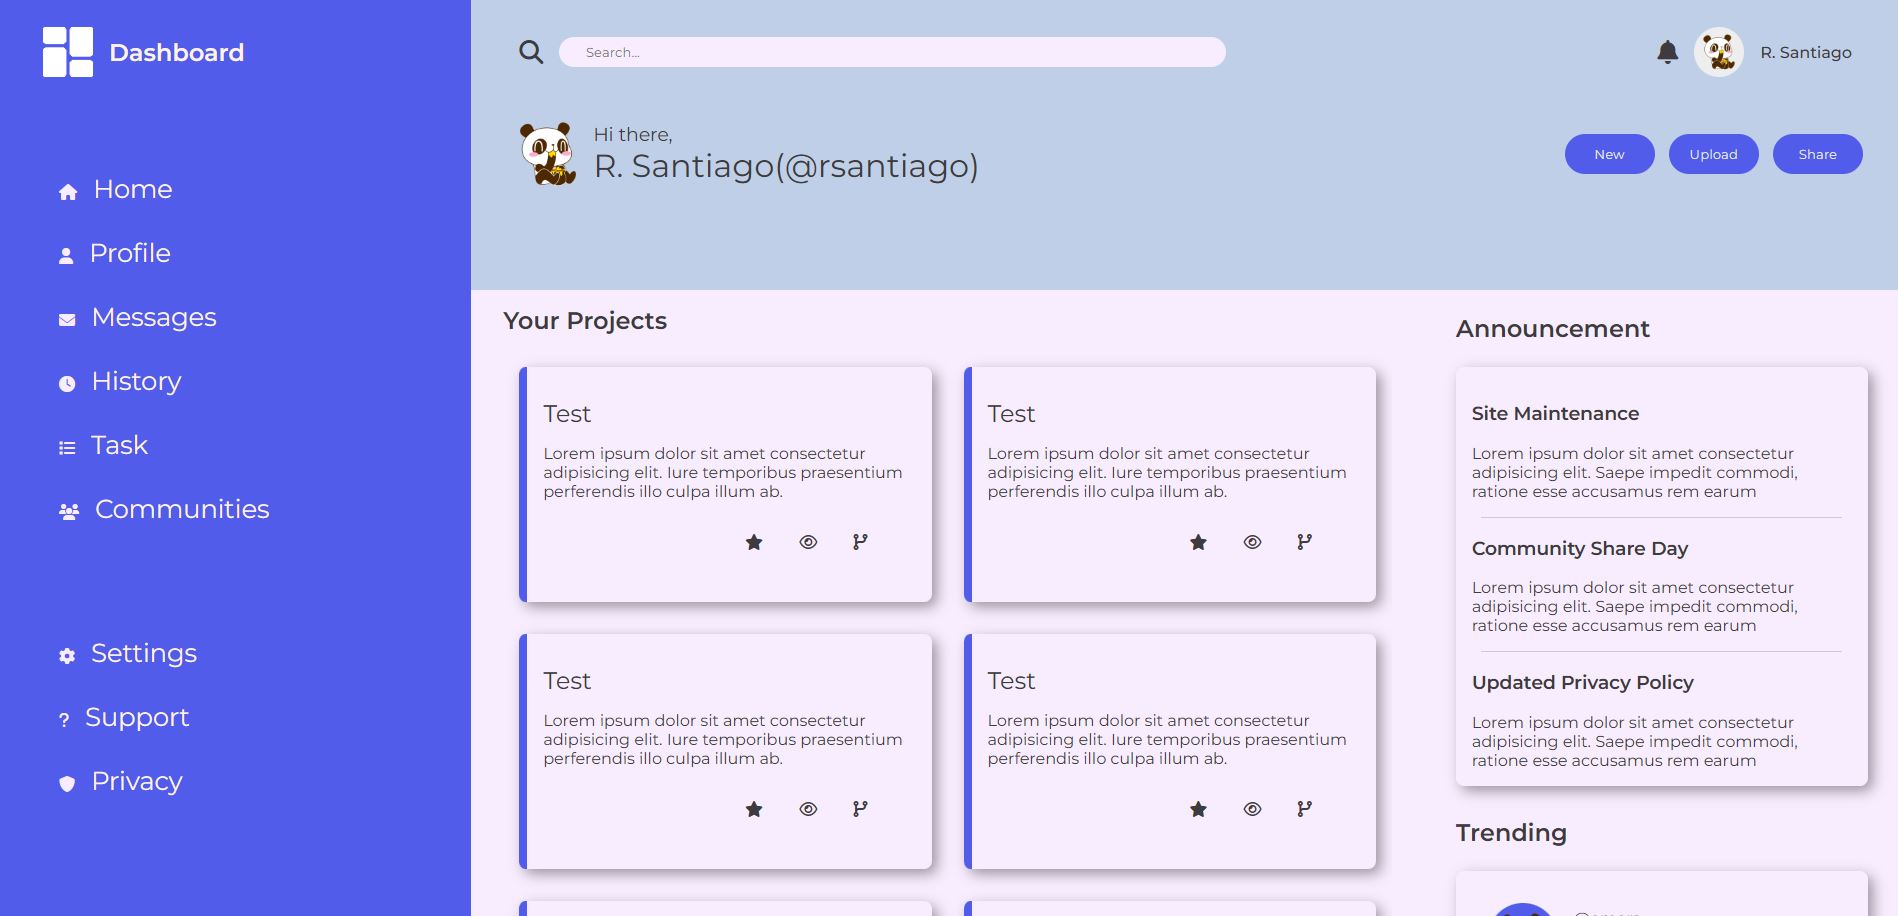 Dashboard
Home
Profile
Messages
History
Task
Communities
Settings
Support
Privacy
Search...
R. Santiago
Hi there,
R. Santiago(@rsantiago)
New
Upload
Share
Your Projects
Test
Lorem ipsum dolor sit amet consectetur
adipisicing elit. Iure temporibus praesentium
perferendis illo culpa illum ab.
Test
Lorem ipsum dolor sit amet consectetur
adipisicing elit. Iure temporibus praesentium
perferendis illo culpa illum ab.
Test
Lorem ipsum dolor sit amet consectetur
adipisicing elit. Iure temporibus praesentium
perferendis illo culpa illum ab.
Test
Lorem ipsum dolor sit amet consectetur
adipisicing elit. Iure temporibus praesentium
perferendis illo culpa illum ab.
Announcement
Site Maintenance
Lorem ipsum dolor sit amet consectetur
adipisicing elit. Saepe impedit commodi,
ratione esse accusamus rem earum
Community Share Day
Lorem ipsum dolor sit amet consectetur
adipisicing elit. Saepe impedit commodi,
ratione esse accusamus rem earum
Updated Privacy Policy
Lorem ipsum dolor sit amet consectetur
adipisicing elit. Saepe impedit commodi,
ratione esse accusamus rem earum
Trending